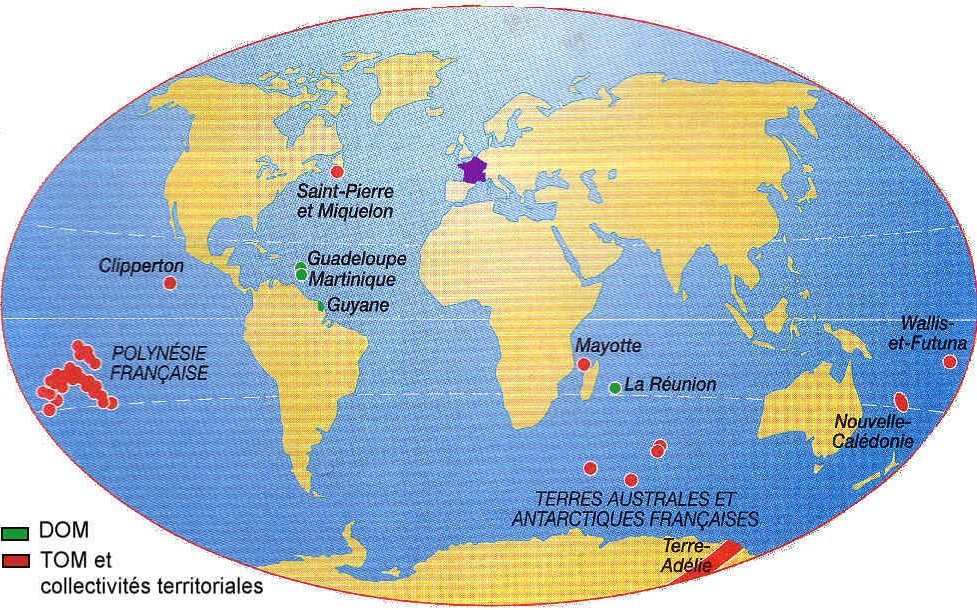 Saint-Pierre
et Miquelon
Clipperton
Guadeloupe
Martinique
Guyane
POLYNÉSIE
FRANÇAISE
Mayotte
La Réunion
Wallis-
et-Futuna
Nouvelle-
Calédonie
TERRES AUSTRALES ET
ANTARCTIQUES FRANÇAISES
Terre-
Adélie
DOM
TOM et
collectivités territoriales